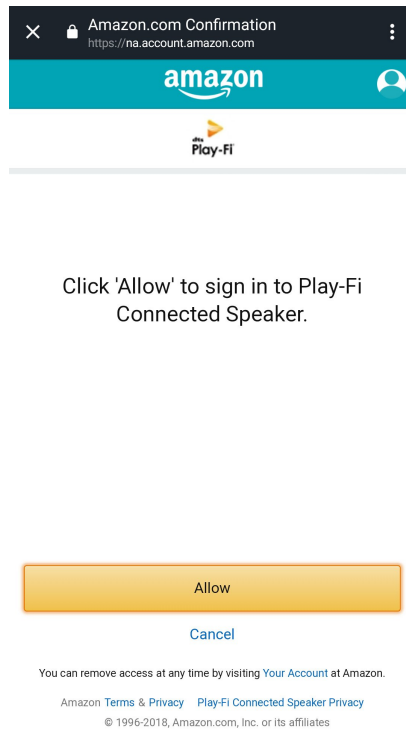 Amazon.com Confirmation
https://na.account.amazon.com
amazon
dts
Play-Fi
Click 'Allow' to sign in to Play-Fi
Connected Speaker.
Allow
Cancel
You can remove access at any time by visiting Your Account at Amazon.
Amazon Terms & Privacy Play-Fi Connected Speaker Privacy
© 1996-2018, Amazon.com, Inc. or its affiliates